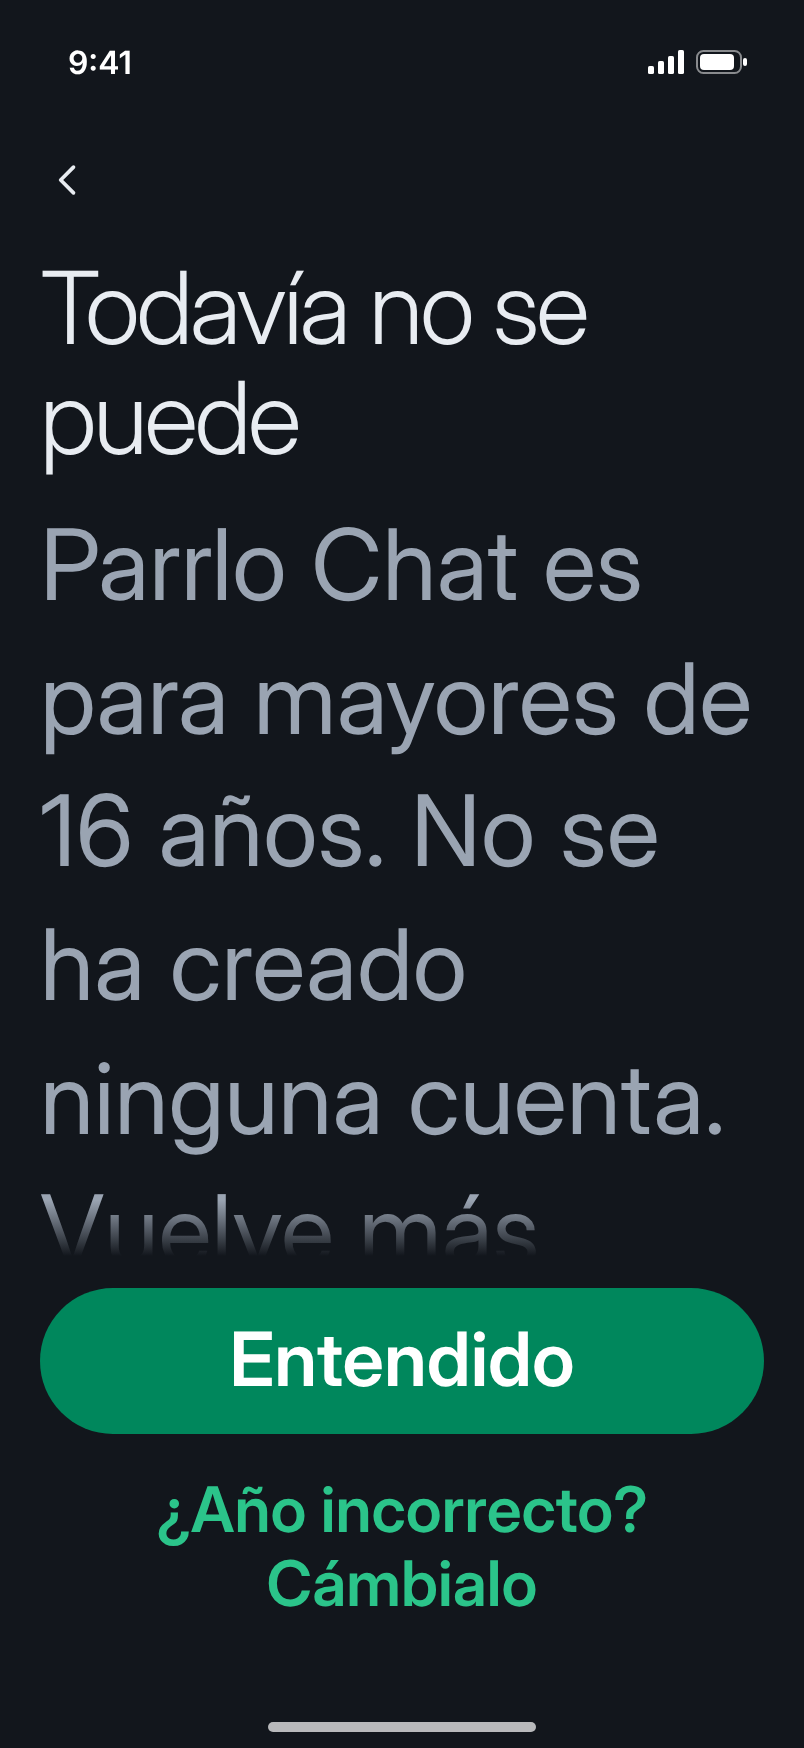 9:41
Todavía no se
puede
Parrlo Chat es
para mayores de
16 años. No se
ha creado
ninguna cuenta.
Vuelve más
Entendido
¿Año incorrecto?
Cámbialo